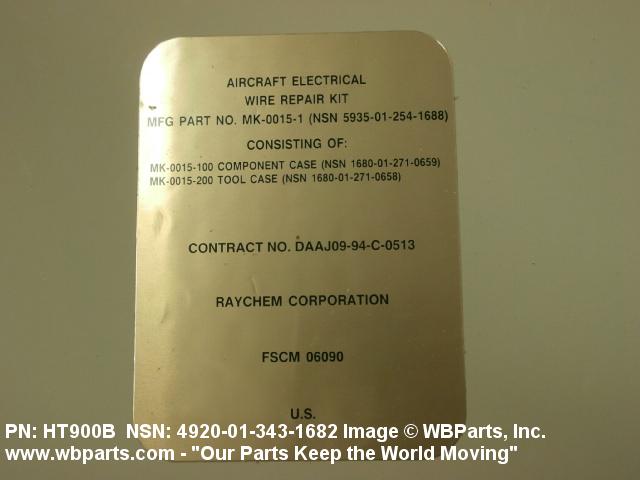 AIRCRAFT ELECTRICAL
WIRE REPAIR KIT
MFG PART NO. MK-0015-1 (NSN 5935-01-254-1688)
CONSISTING OF:
MK-0015-100 COMPONENT CASE (NSN 1680-01-271-0659)
MK-0015-200 TOOL CASE (NSN 1680-01-271-0658)
CONTRACT NO. DAAJ09-94-C-0513
RAYCHEM CORPORATION
FSCM 06090
U.S.
PN: HT900B NSN: 4920-01-343-1682 Image © WBParts, Inc.
www.wbparts.com - "Our Parts Keep the World Moving"